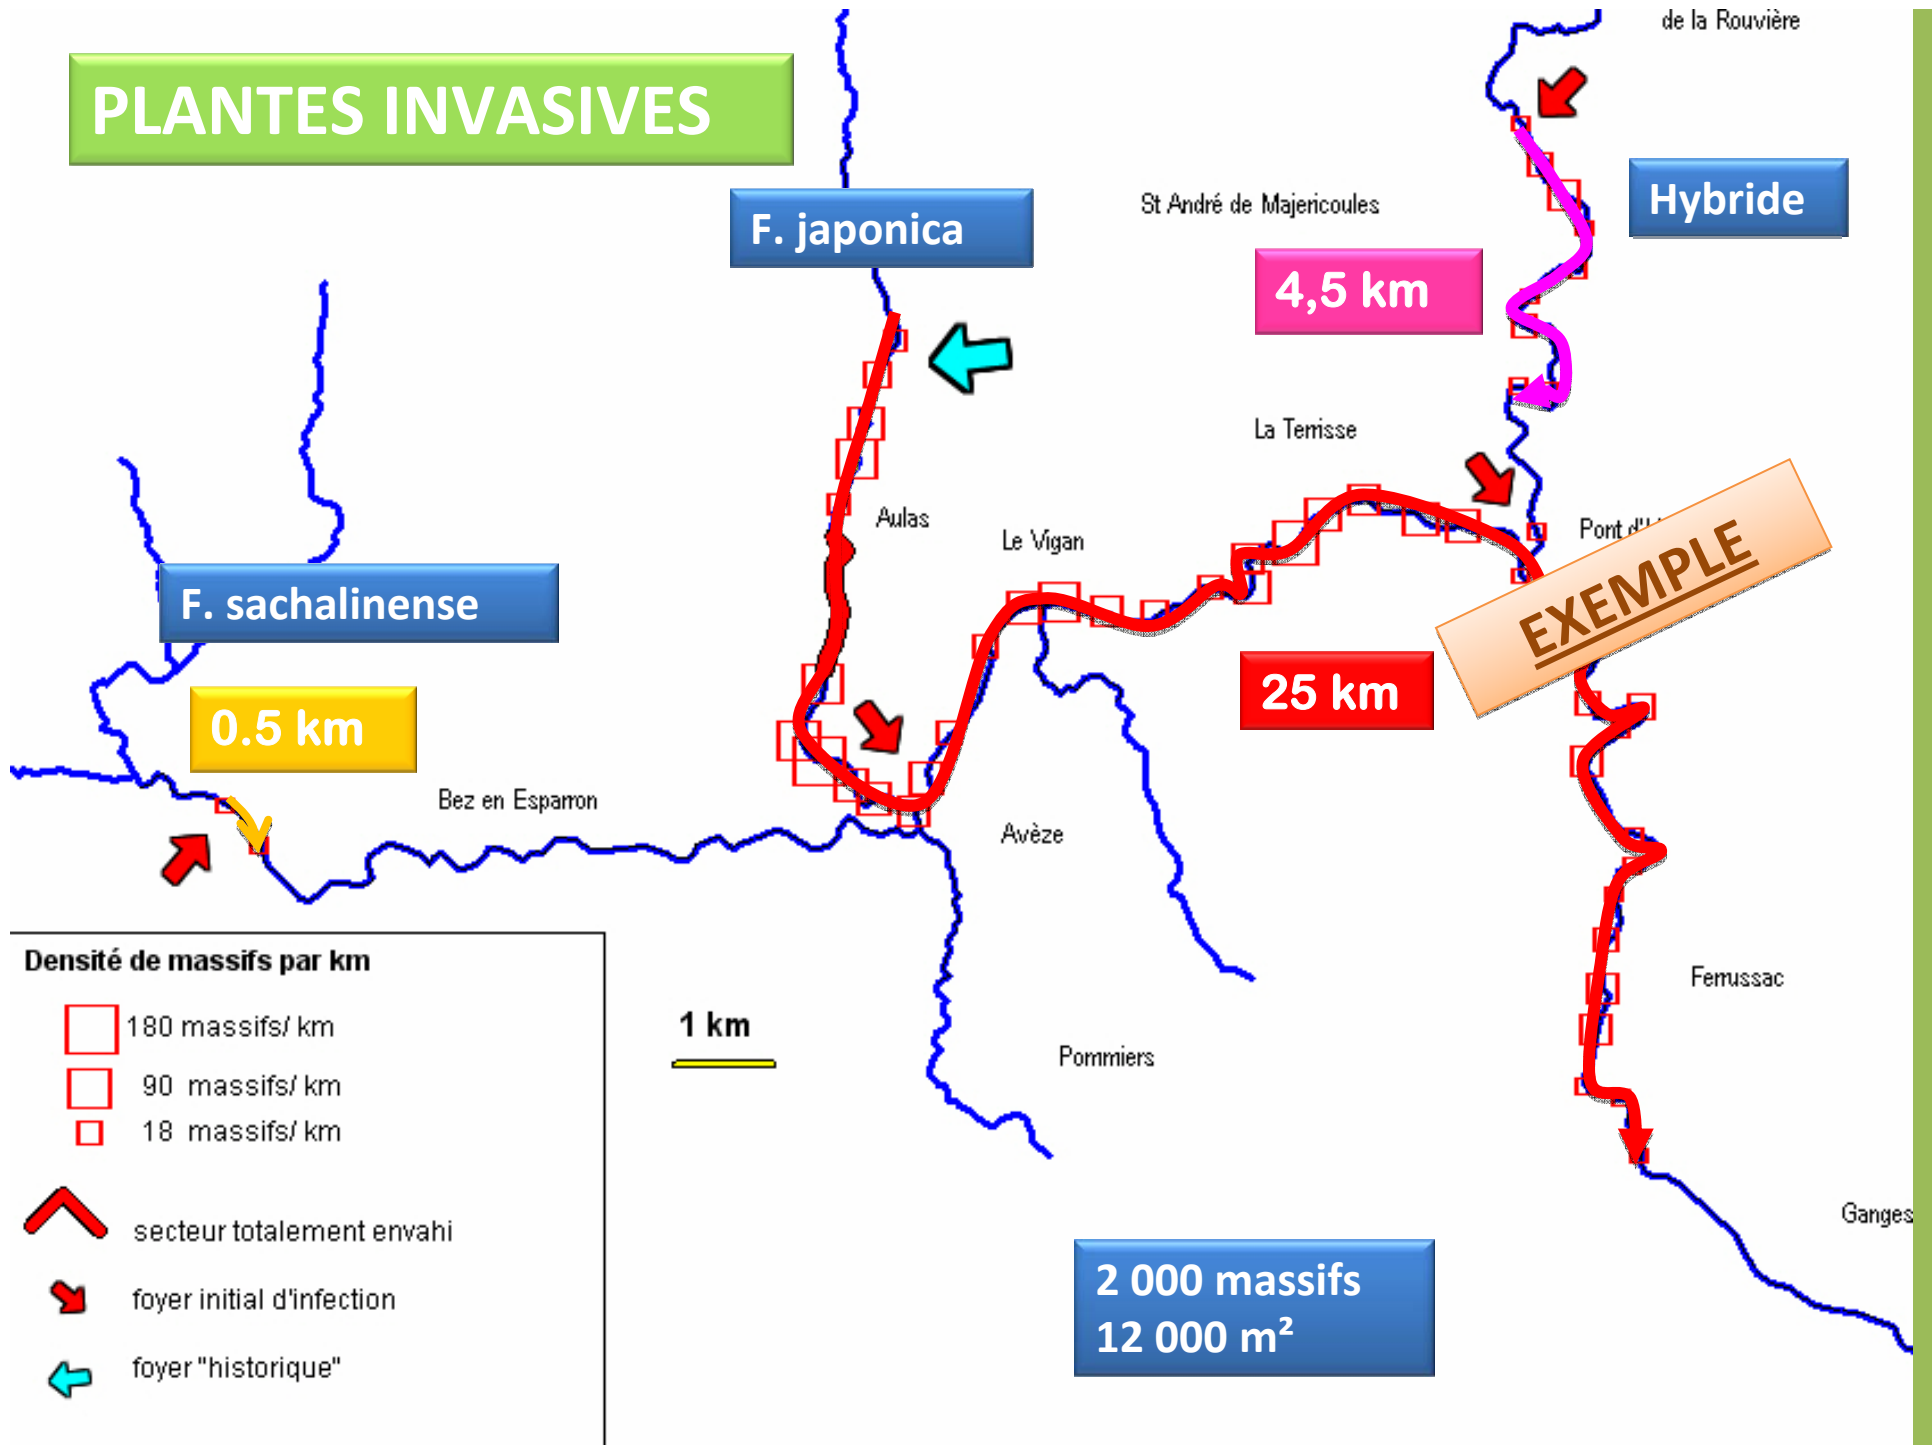 de la Rouvière
PLANTES INVASIVES
St André de Majericoules
Hybride
F. japonica
4,5 km
La Terrisse
Aulas
Le Vigan
Pont
EXEMPLE
F. sachalinense
25 km
0.5 km
Bez en Esparron
Avèze
Densité de massifs par km
180 massifs/ km
90 massifs/ km
18 massifs/ km
1 km
Ferrussac
Pommiers
secteur totalement envahi
foyer initial d'infection
foyer "historique"
Ganges
2 000 massifs
12 000 m²